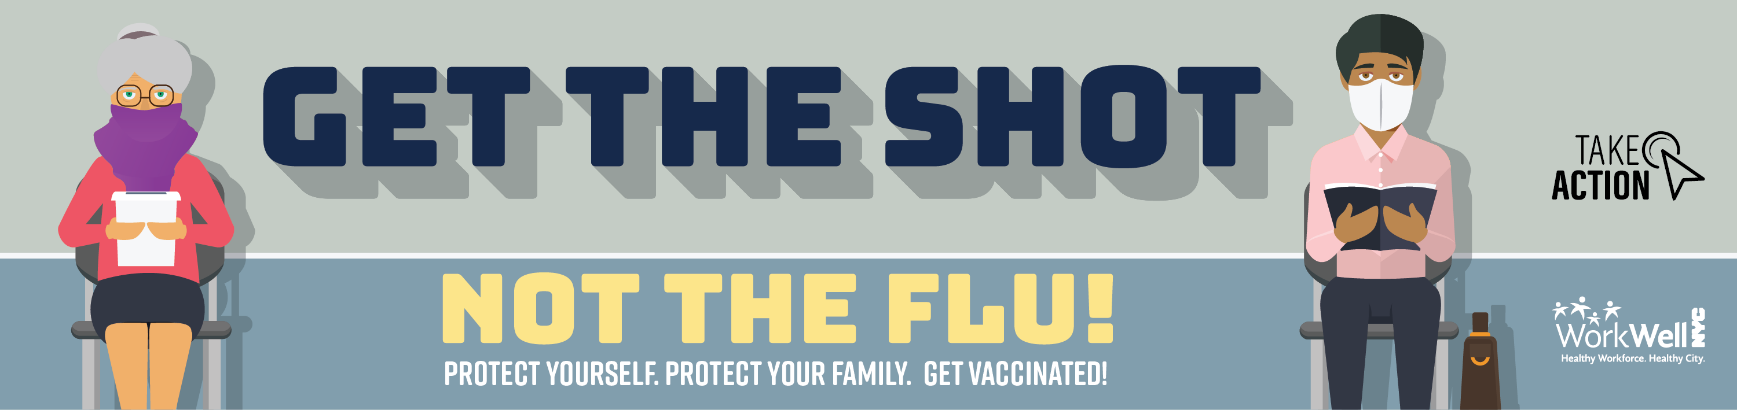 GET THE SHOT
NOT THE FLU!
PROTECT YOURSELF. PROTECT YOUR FAMILY. GET VACCINATED!
TAKE
ACTION
WorkWell NYC
Healthy Workforce. Healthy City.